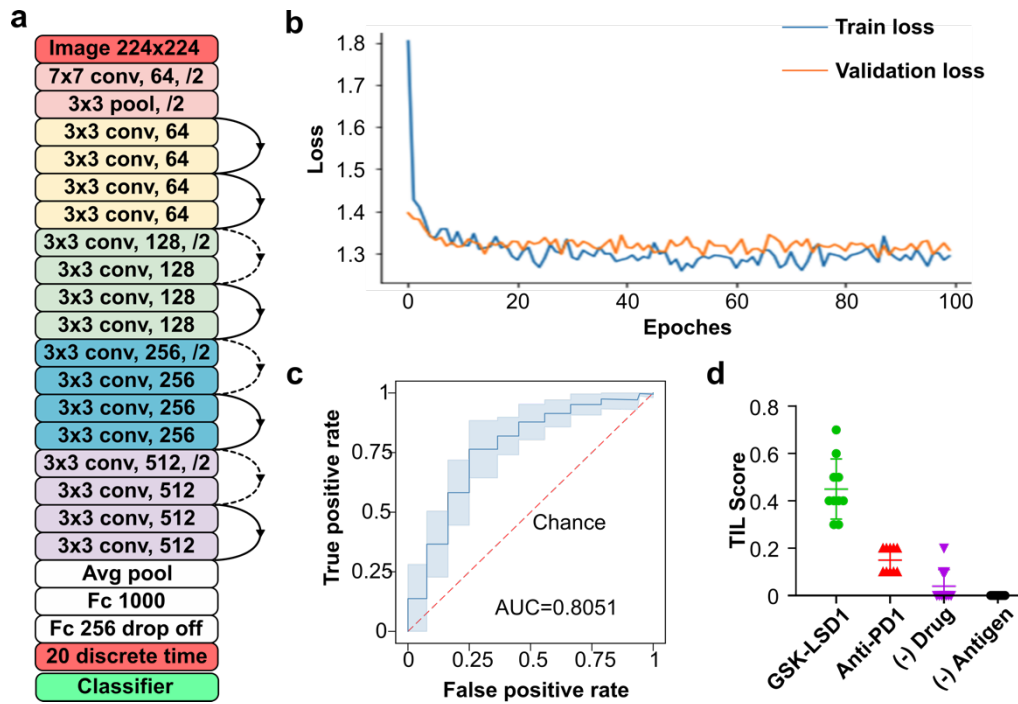 a
Image 224x224
7x7 conv, 64, /2
3x3 pool, /2
3x3 conv, 64
3x3 conv, 64
3x3 conv, 64
3x3 conv, 64
3x3 conv, 128, /2
3x3 conv, 128
3x3 conv, 128
3x3 conv, 128
3x3 conv, 256, /2
3x3 conv, 256
3x3 conv, 256
3x3 conv, 256
3x3 conv, 512, /2
3x3 conv, 512
3x3 conv, 512
3x3 conv, 512
Avg pool
Fc 1000
Fc 256 drop off
20 discrete time
Classifier
b
Train loss
Validation loss
Loss
1.8
1.7
1.6
1.5
1.4
1.3
0
20
40
60
80
100
Epoches
c
True positive rate
1
0.75
0.5
0.25
0
Chance
AUC=0.8051
0
0.25
0.5
0.75
1
False positive rate
d
TIL Score
0.8
0.6
0.4
0.2
0
GSK-LSD1
Anti-PD1
(-) Drug
(-) Antigen